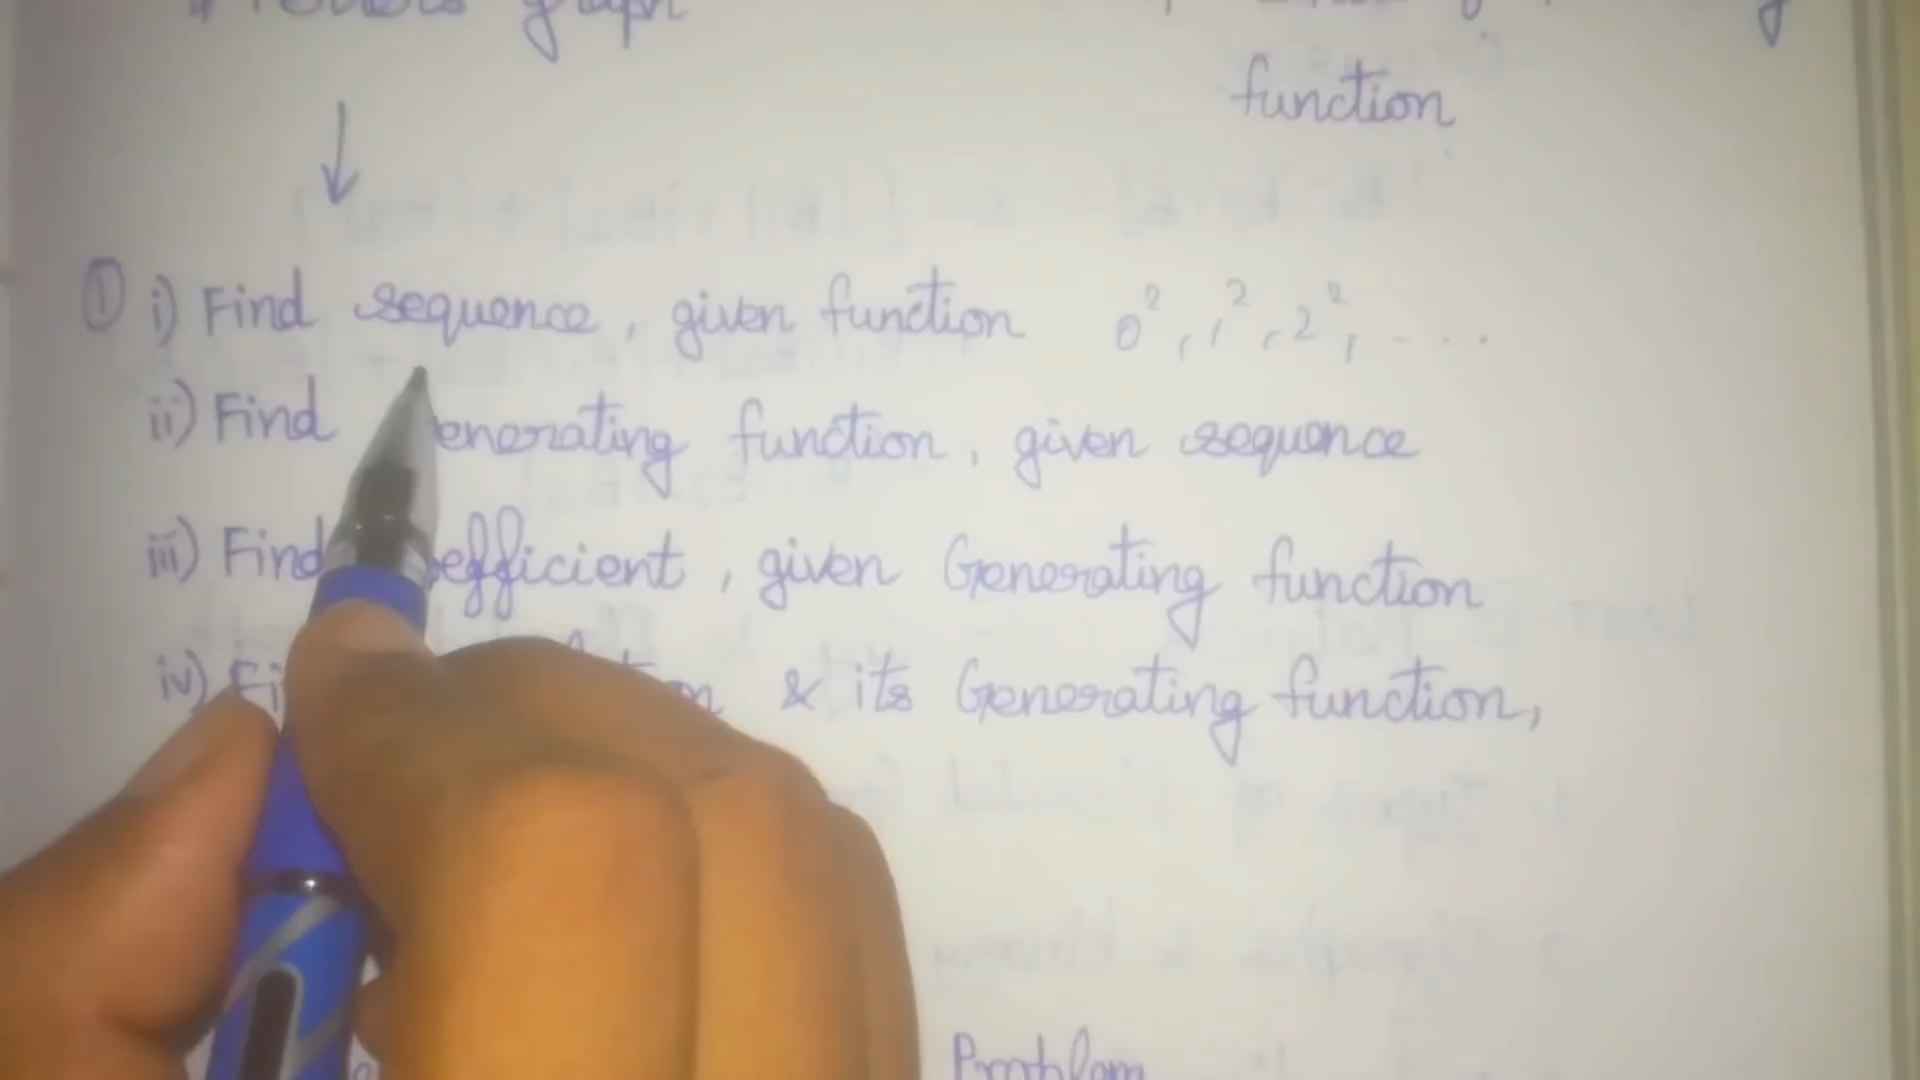 graph
function
① i) Find sequence, given function 0², 1², 2², ....
ii) Find enerating function, given sequence
iii) Find efficient, given Generating function
iv) & its Generating function,
Problem